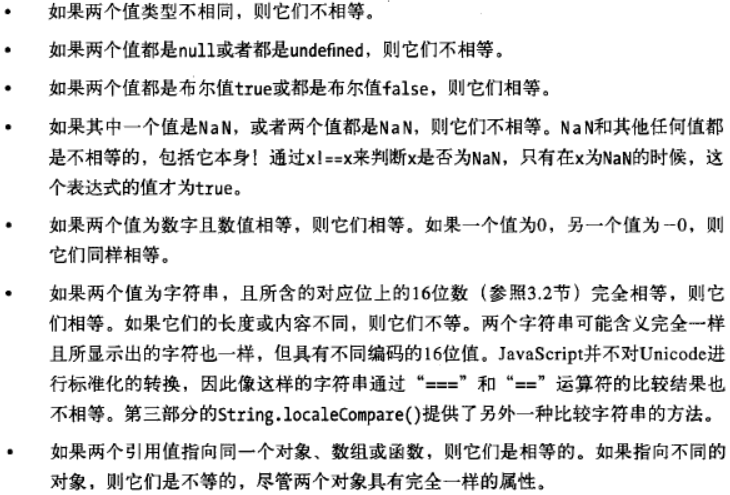 • 如果两个值类型不相同，则它们不相等。
• 如果两个值都是null或者都是undefined，则它们不相等。
• 如果两个值都是布尔值true或都是布尔值false，则它们相等。
• 如果其中一个值是NaN，或者两个值都是NaN，则它们不相等。NaN和其他任何值都
是不相等的，包括它本身！通过x!==x来判断x是否为NaN，只有在x为NaN的时候，这
个表达式的值才为true。
• 如果两个值为数字且数值相等，则它们相等。如果一个值为0，另一个值为-0，则
它们同样相等。
• 如果两个值为字符串，且所含的对应位上的16位数（参照3.2节）完全相等，则它
们相等。如果它们的长度或内容不同，则它们不等。两个字符串可能含义完全一样
且所显示出的字符也一样，但具有不同编码的16位值。JavaScript并不对Unicode进
行标准化的转换，因此像这样的字符串通过“===”和“==”运算符的比较结果也
不相等。第三部分的String.localeCompare()提供了另外一种比较字符串的方法。
• 如果两个引用值指向同一个对象、数组或函数，则它们是相等的。如果指向不同的
对象，则它们是不等的，尽管两个对象具有完全一样的属性。